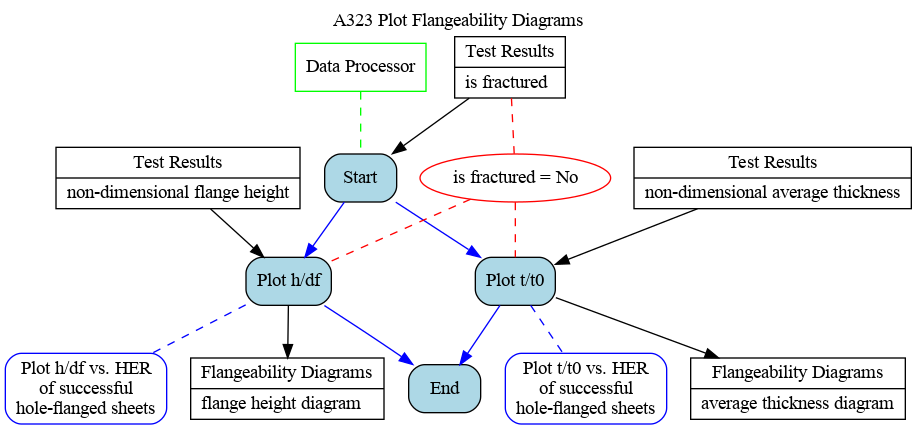 A323 Plot Flangeability Diagrams
Data Processor
Test Results
is fractured
Test Results
non-dimensional flange height
Start
is fractured = No
Test Results
non-dimensional average thickness
Plot h/df
Plot t/t0
Plot h/df vs. HER
of successful
hole-flanged sheets
Flangeability Diagrams
flange height diagram
End
Plot t/t0 vs. HER
of successful
hole-flanged sheets
Flangeability Diagrams
average thickness diagram